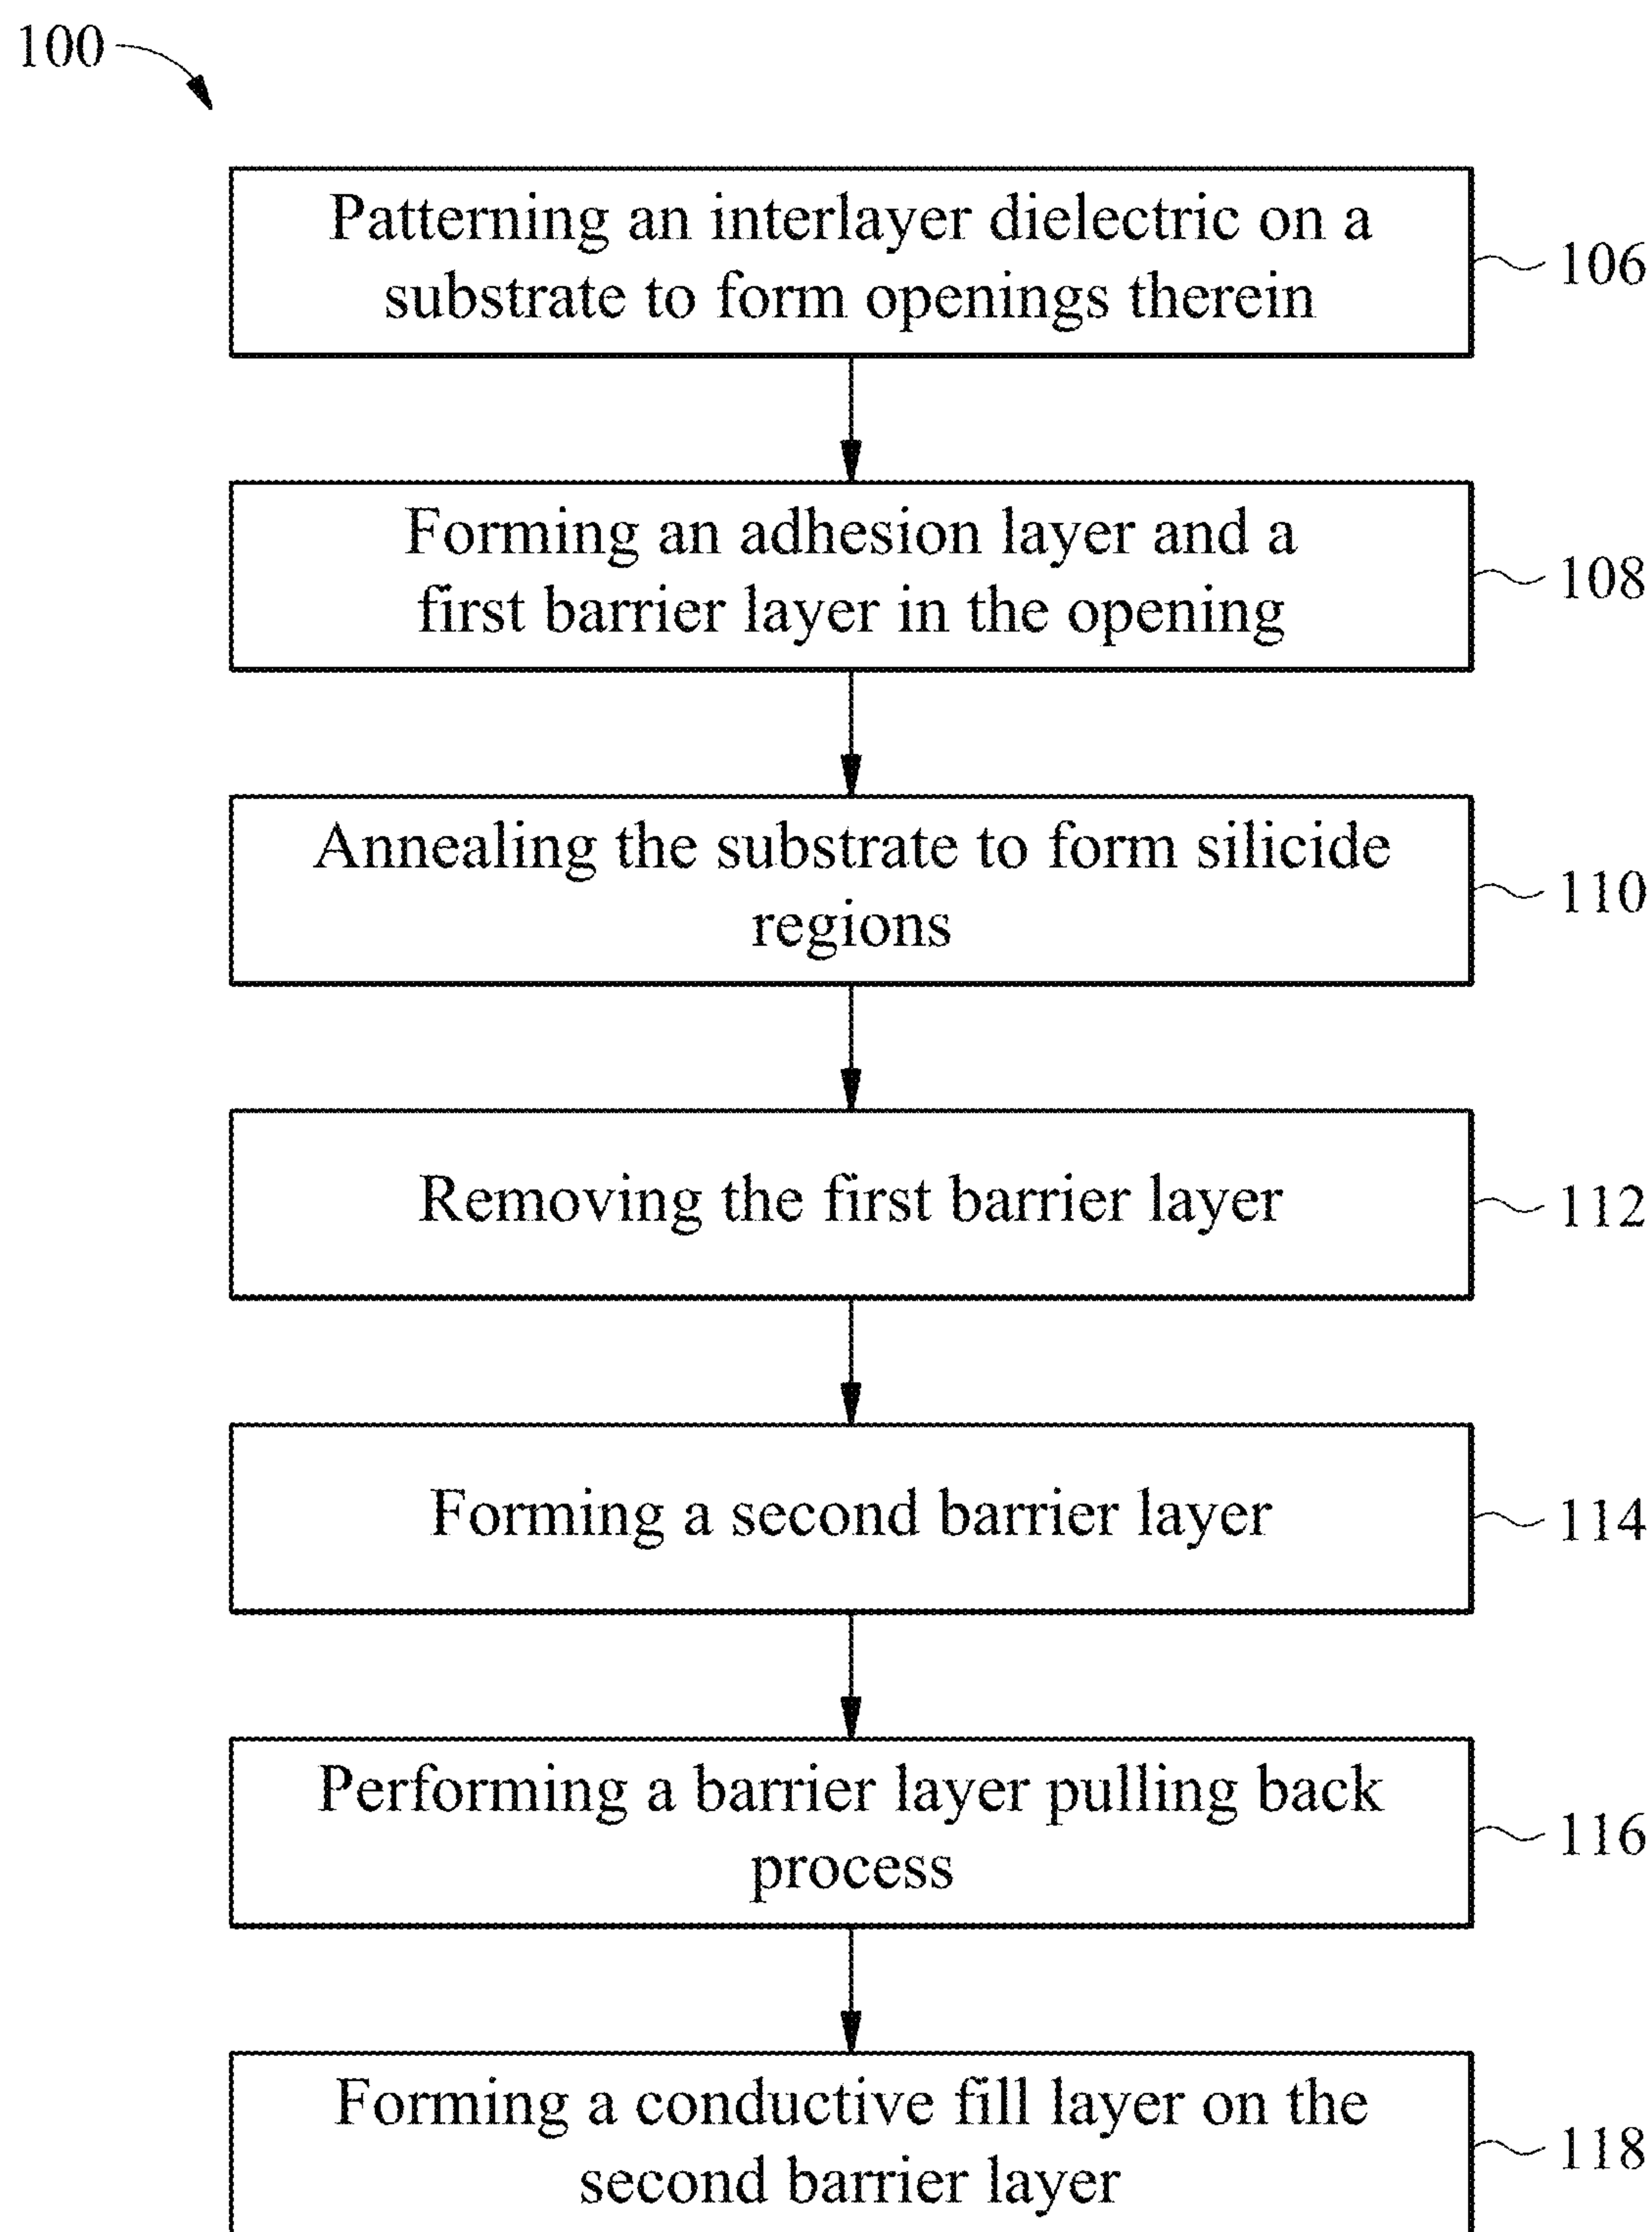 100
Patterning an interlayer dielectric on a
substrate to form openings therein
106
Forming an adhesion layer and a
first barrier layer in the opening
108
Annealing the substrate to form silicide
regions
110
Removing the first barrier layer
112
Forming a second barrier layer
114
Performing a barrier layer pulling back
process
116
Forming a conductive fill layer on the
second barrier layer
118